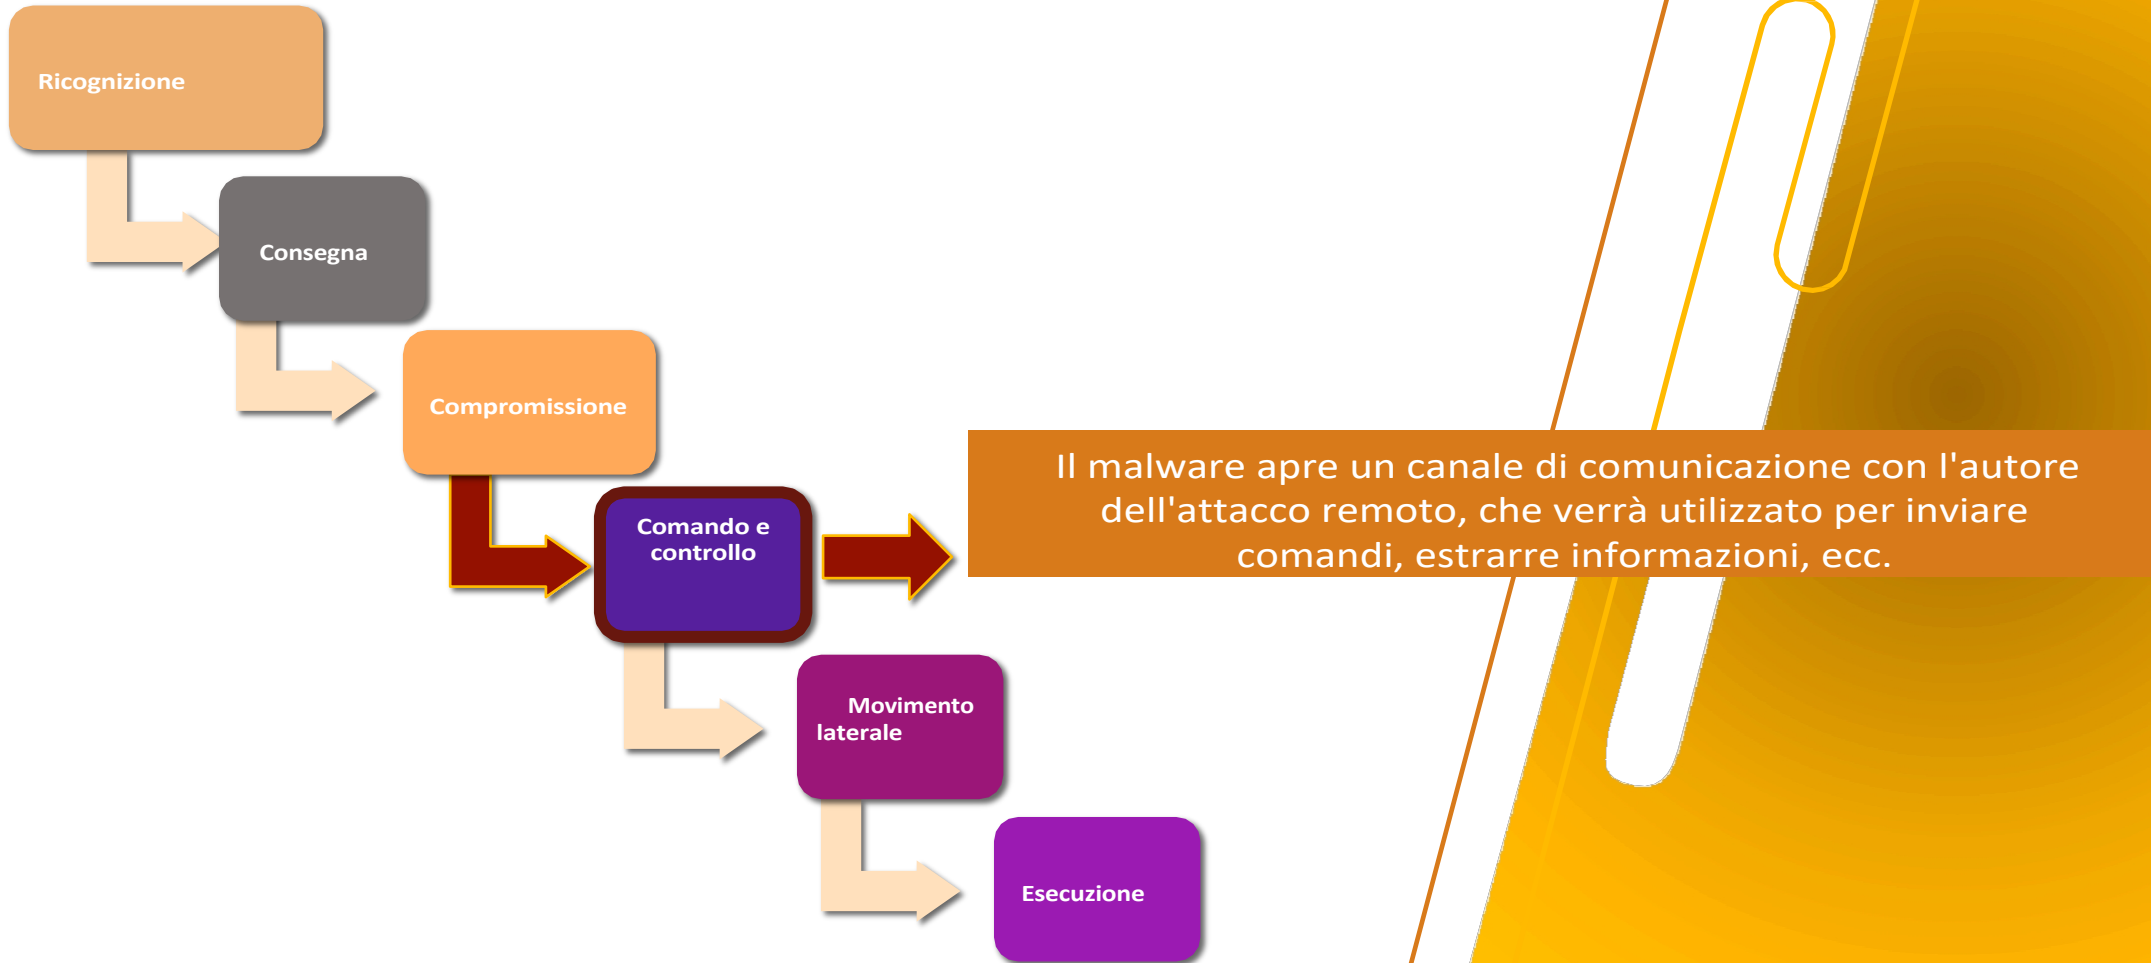 Ricognizione
Consegna
Compromissione
Comando e
controllo
Il malware apre un canale di comunicazione con l'autore
dell'attacco remoto, che verrà utilizzato per inviare
comandi, estrarre informazioni, ecc.
Movimento
laterale
Esecuzione